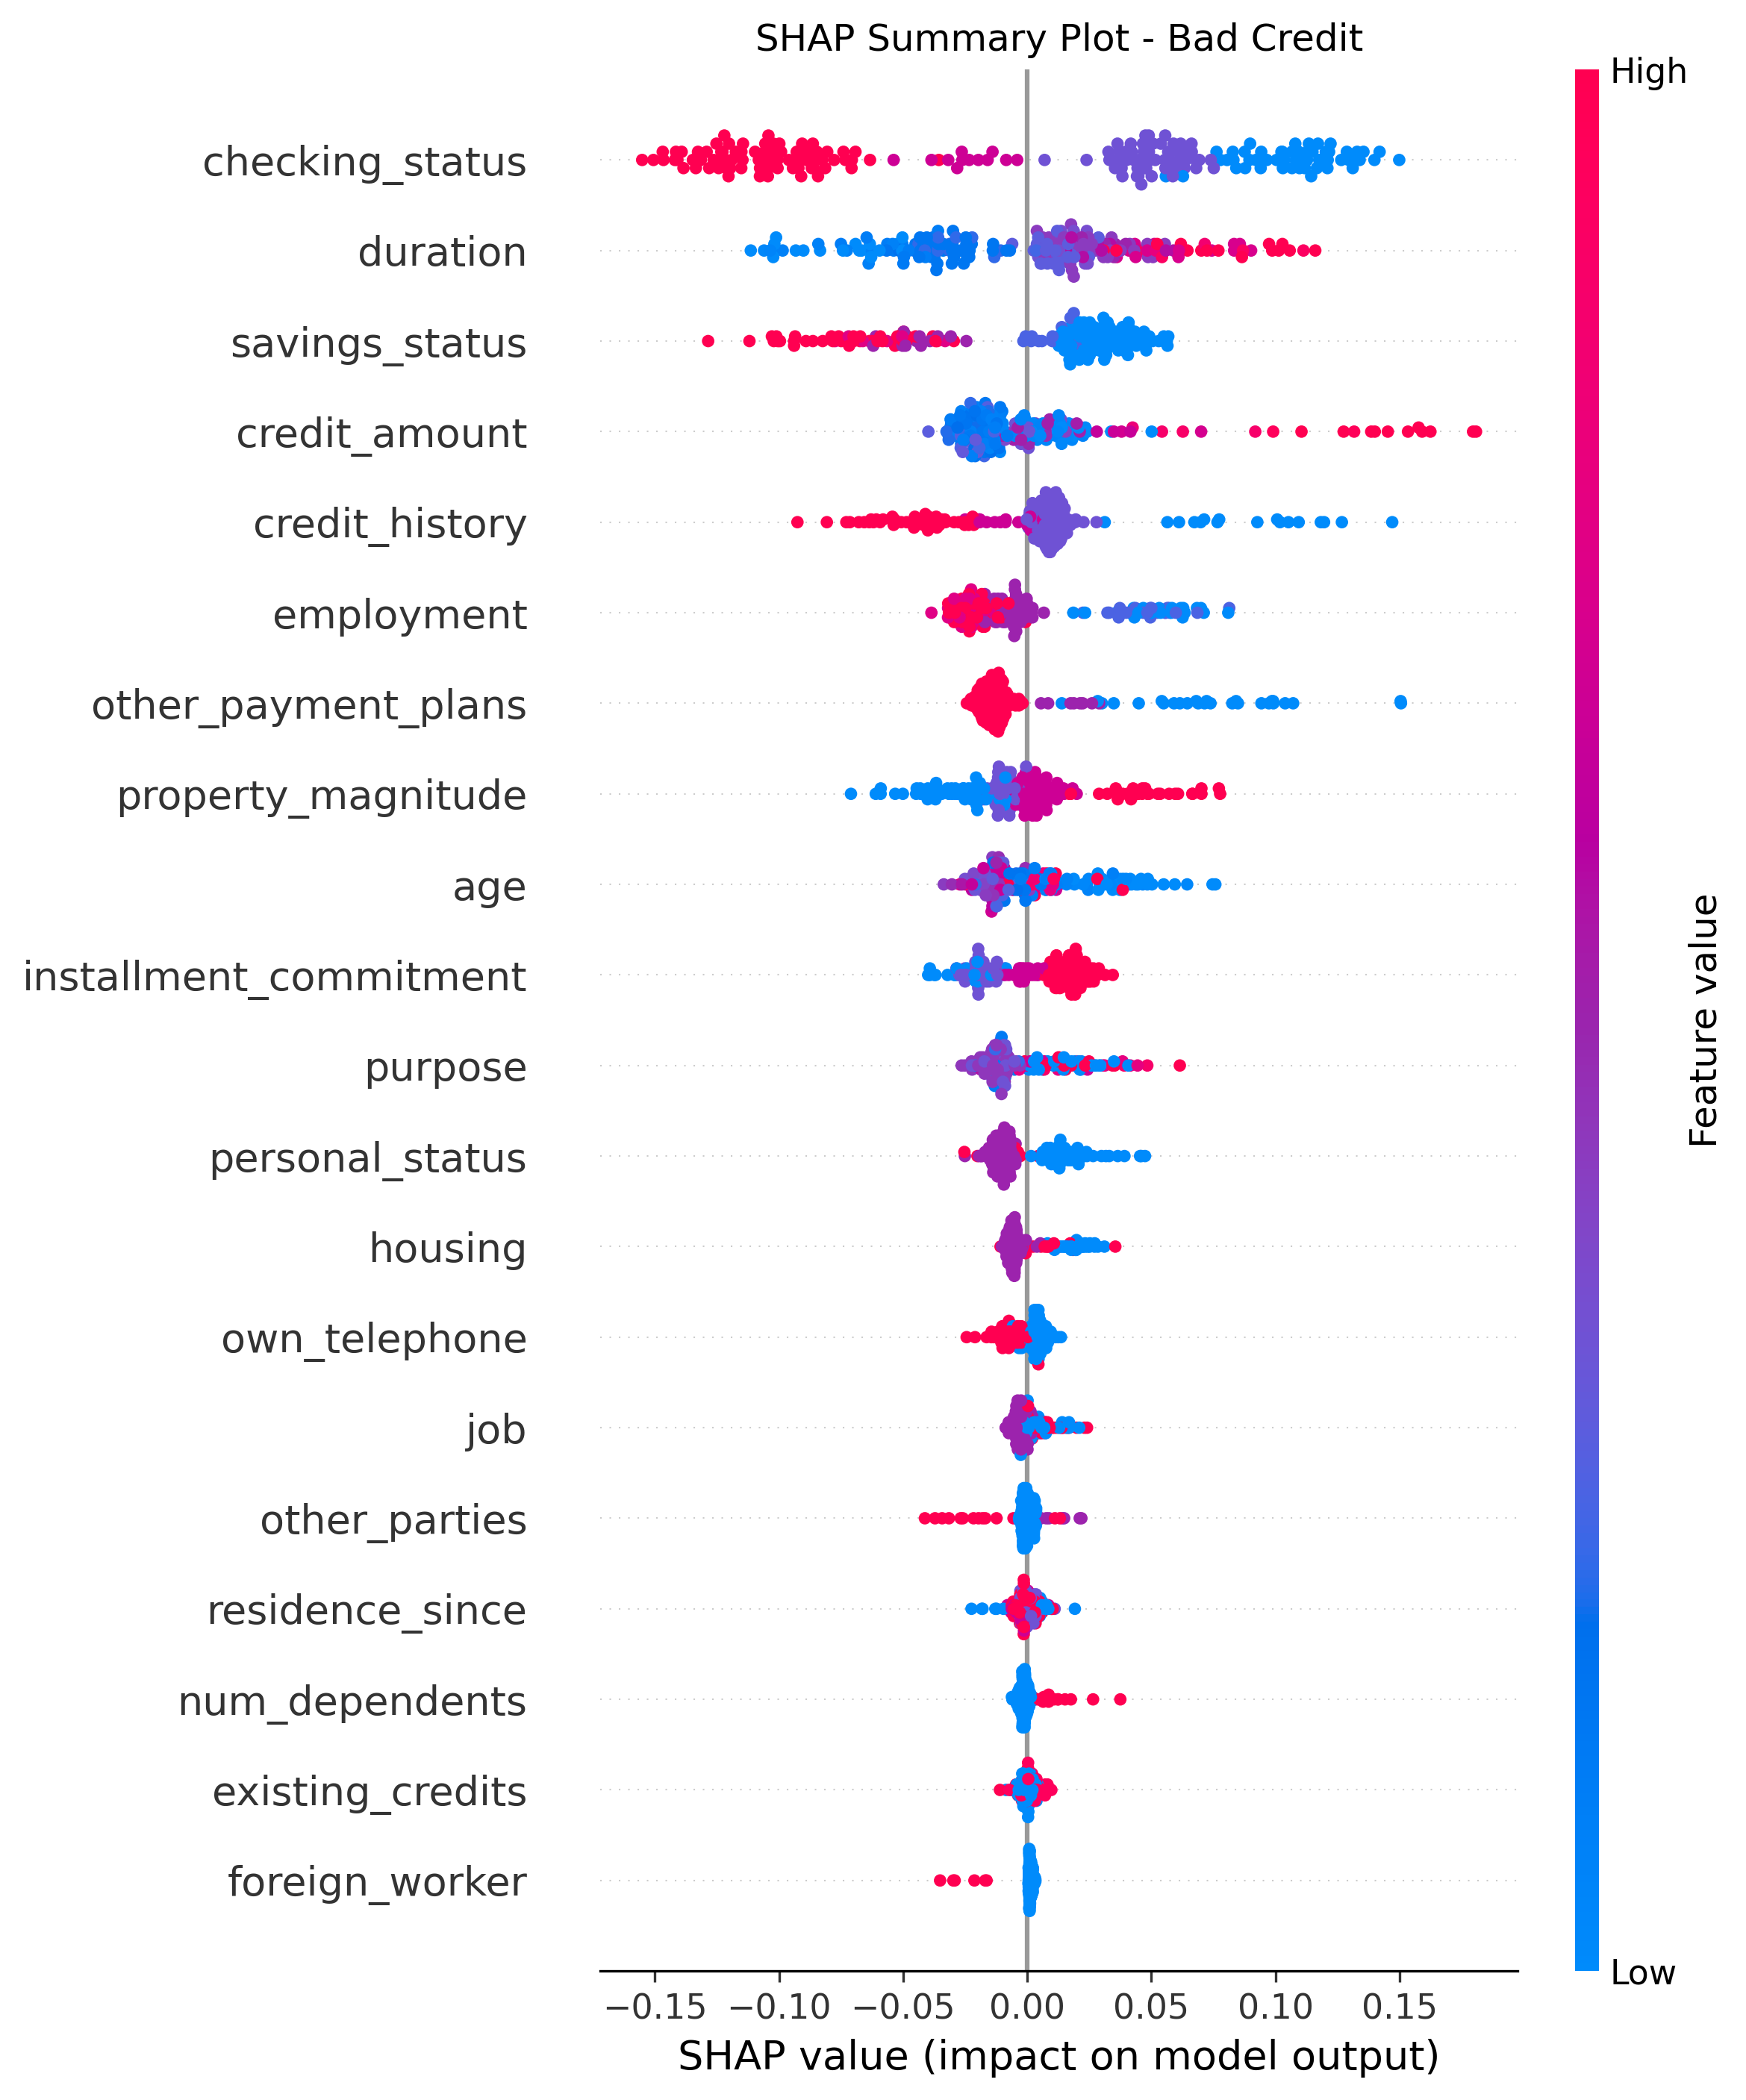 SHAP Summary Plot - Bad Credit
High
checking_status
duration
savings_status
credit_amount
credit_history
employment
other_payment_plans
property_magnitude
age
installment_commitment
purpose
personal_status
housing
own_telephone
job
other_parties
residence_since
num_dependents
existing_credits
foreign_worker
Feature value
Low
−0.15 −0.10 −0.05 0.00 0.05 0.10 0.15
SHAP value (impact on model output)